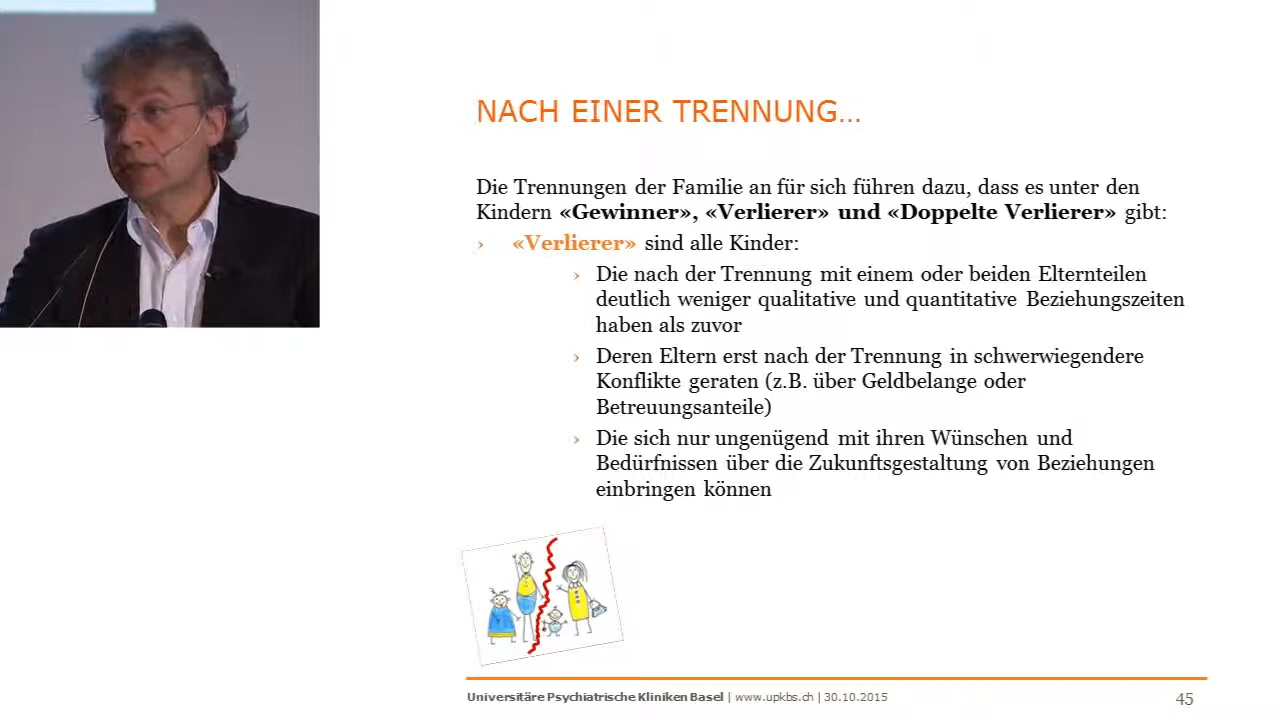 NACH EINER TRENNUNG...
Die Trennungen der Familie an für sich führen dazu, dass es unter den
Kindern «Gewinner», «Verlierer» und «Doppelte Verlierer» gibt:
› «Verlierer» sind alle Kinder:
› Die nach der Trennung mit einem oder beiden Elternteilen
deutlich weniger qualitative und quantitative Beziehungszeiten
haben als zuvor
› Deren Eltern erst nach der Trennung in schwerwiegendere
Konflikte geraten (z.B. über Geldbelange oder
Betreuungsanteile)
› Die sich nur ungenügend mit ihren Wünschen und
Bedürfnissen über die Zukunftsgestaltung von Beziehungen
einbringen können
Universitäre Psychiatrische Kliniken Basel | www.upkbs.ch | 30.10.2015
45